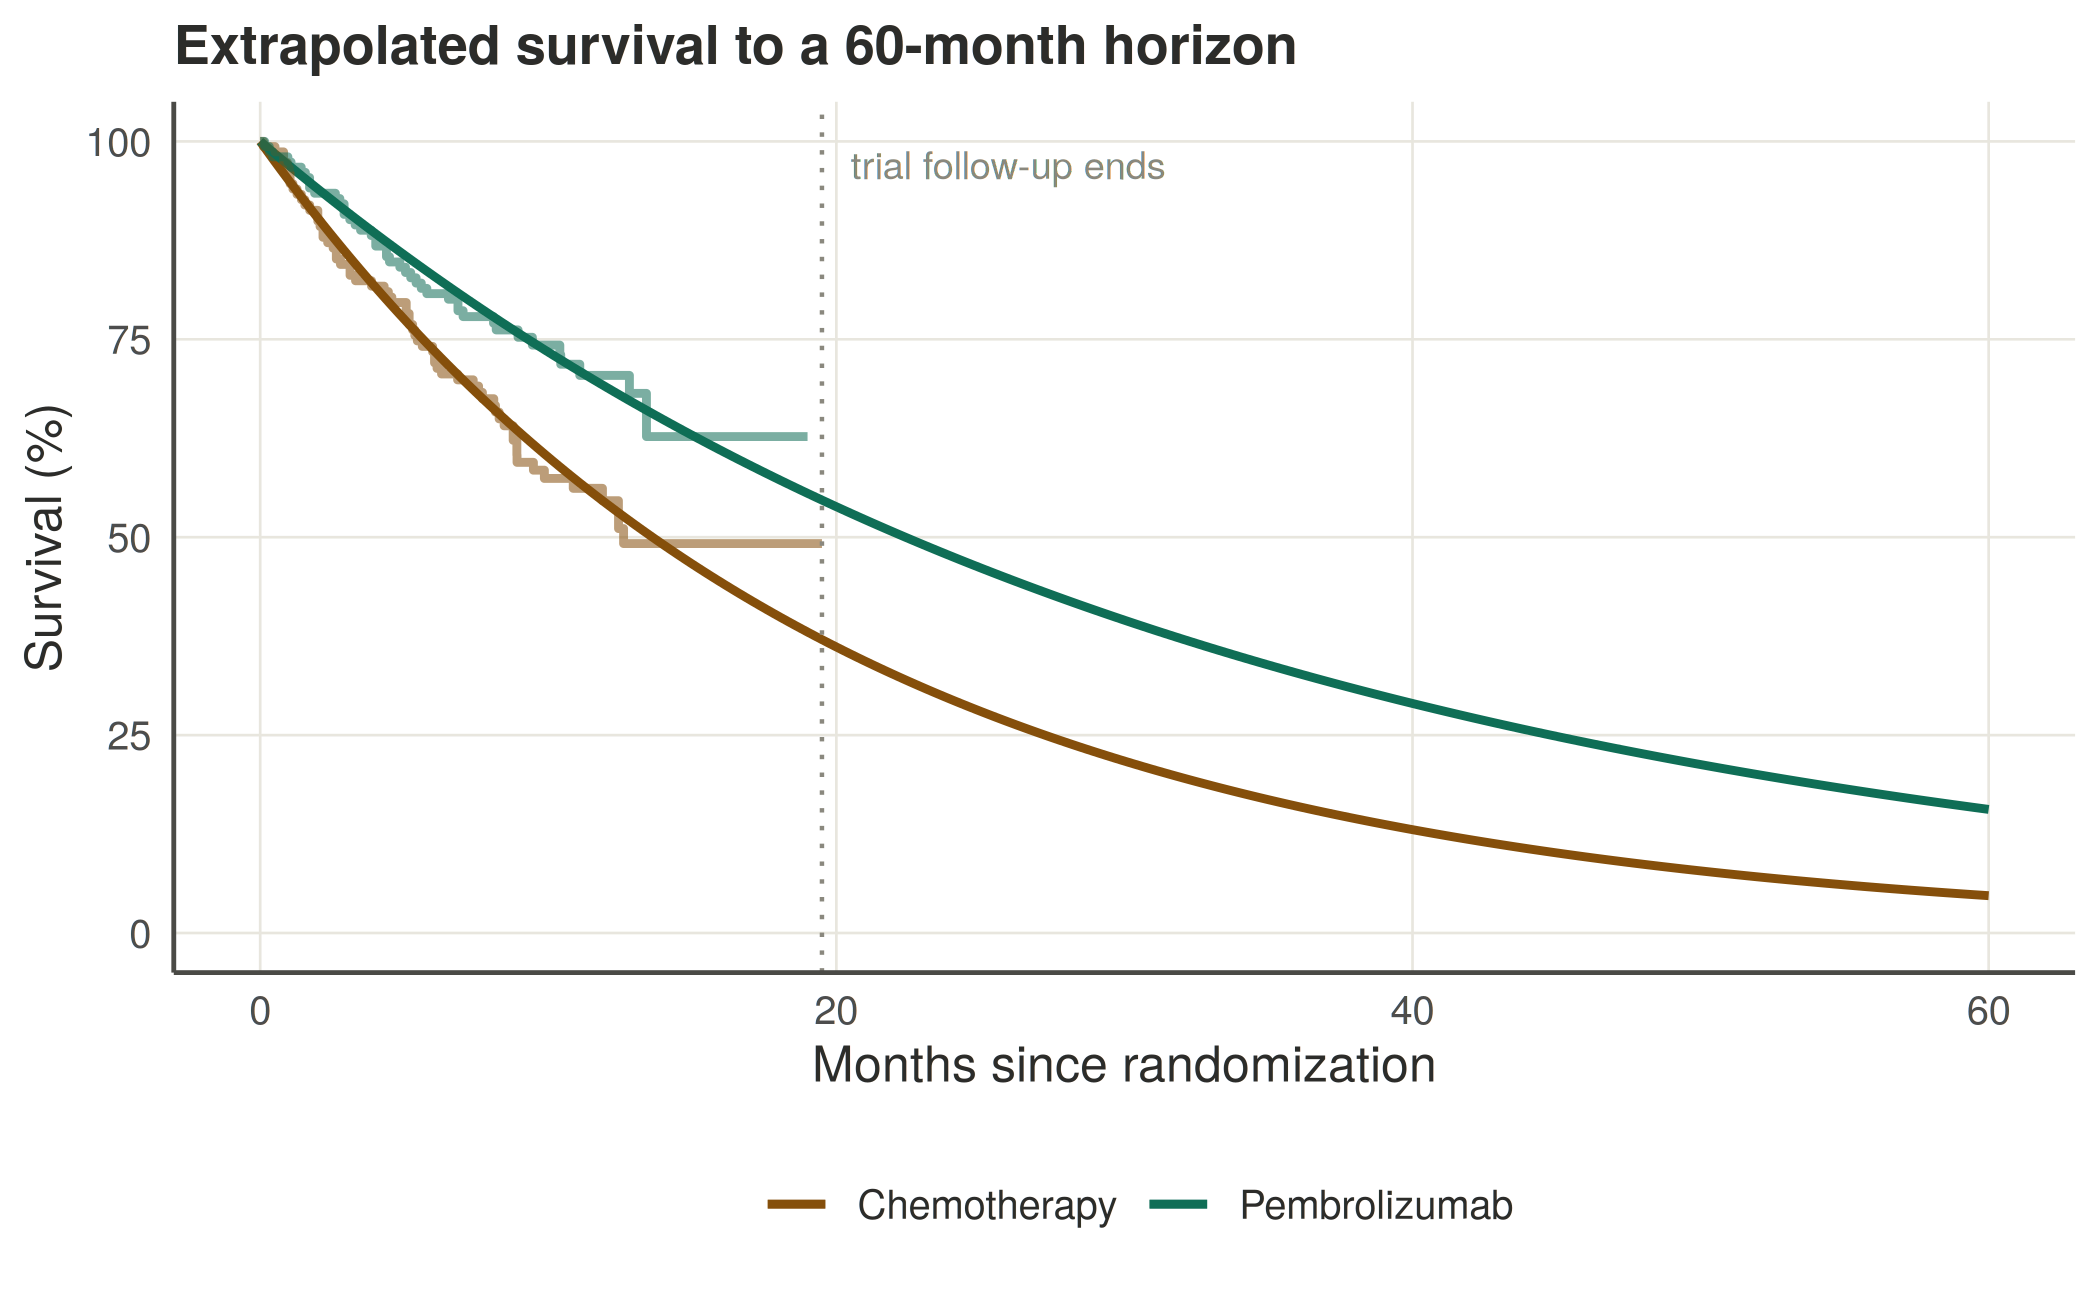 Extrapolated survival to a 60-month horizon
trial follow-up ends
Survival (%)
100
75
50
25
0
0 20 40 60
Months since randomization
Chemotherapy Pembrolizumab